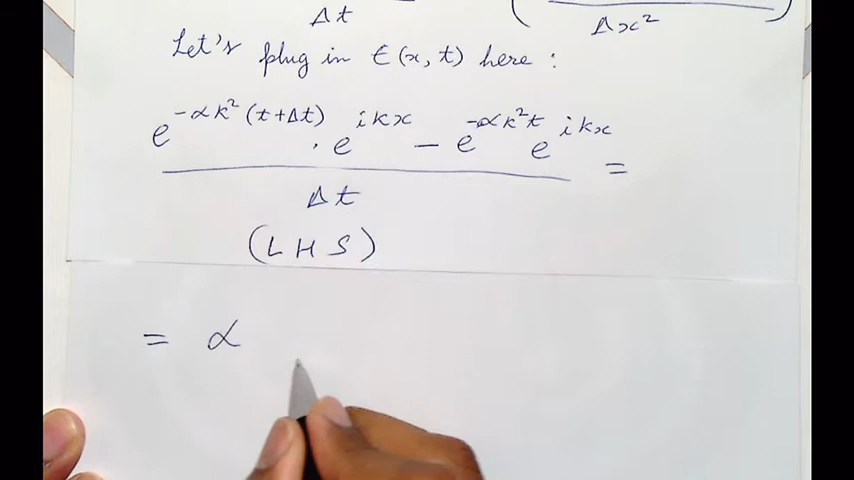 Δt Δx²
Let's plug in ε(x, t) here :
e^{-αk²(t+Δt)} . e^{ikx} - e^{-αk²t} e^{ikx} =
Δt
(LHS)
= α